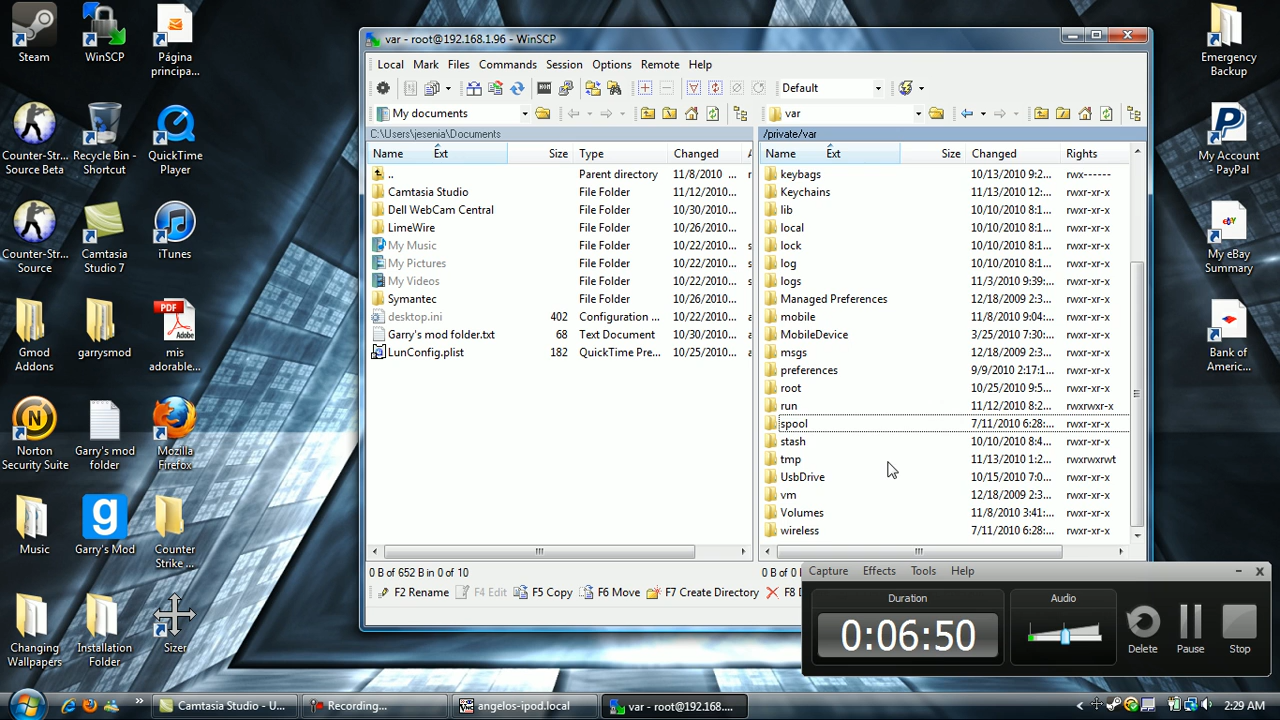 Steam
WinSCP
Página principa...
Counter-Str... Source Beta
Recycle Bin - Shortcut
QuickTime Player
Counter-Str... Source
Camtasia Studio 7
iTunes
Gmod Addons
garrysmod
PDF
mis adorable...
Norton Security Suite
Garry's mod folder
Mozilla Firefox
Music
g
Garry's Mod
Counter Strike ...
Changing Wallpapers
Installation Folder
Sizer
Emergency Backup
My Account - PayPal
ebay
My eBay Summary
Bank of Americ...
var - root@192.168.1.96 - WinSCP
Local Mark Files Commands Session Options Remote Help
Default
My documents
var
C:\Users\jesenia\Documents
/private/var
Name Ext Size Type Changed A
Name Ext Size Changed Rights
.. Parent directory 11/8/2010
Camtasia Studio File Folder 11/12/2010...
Dell WebCam Central File Folder 10/30/2010...
LimeWire File Folder 10/26/2010...
My Music File Folder 10/22/2010... s
My Pictures File Folder 10/22/2010... s
My Videos File Folder 10/22/2010... s
Symantec File Folder 10/26/2010...
desktop.ini 402 Configuration ... 10/22/2010... a
Garry's mod folder.txt 68 Text Document 10/30/2010... a
LunConfig.plist 182 QuickTime Pre... 10/25/2010... a
keybags 10/13/2010 9:2... rwx------
Keychains 11/13/2010 12:... rwxr-xr-x
lib 10/10/2010 8:1... rwxr-xr-x
local 10/10/2010 8:1... rwxr-xr-x
lock 10/10/2010 8:1... rwxr-xr-x
log 10/10/2010 8:1... rwxr-xr-x
logs 11/3/2010 9:39:... rwxr-xr-x
Managed Preferences 12/18/2009 2:3... rwxr-xr-x
mobile 11/8/2010 9:04:... rwxr-xr-x
MobileDevice 3/25/2010 7:30:... rwxr-xr-x
msgs 12/18/2009 2:3... rwxr-xr-x
preferences 9/9/2010 2:17:1... rwxr-xr-x
root 10/25/2010 9:5... rwxr-xr-x
run 11/12/2010 8:2... rwxrwxr-x
spool 7/11/2010 6:28:... rwxr-xr-x
stash 10/10/2010 8:4... rwxr-xr-x
tmp 11/13/2010 1:2... rwxrwxrwt
UsbDrive 10/15/2010 7:0... rwxr-xr-x
vm 12/18/2009 2:3... rwxr-xr-x
Volumes 11/8/2010 3:41:... rwxr-xr-x
wireless 7/11/2010 6:28:... rwxr-xr-x
0 B of 652 B in 0 of 10
0 B of 0
F2 Rename F4 Edit F5 Copy F6 Move F7 Create Directory F8 D
Capture Effects Tools Help
Duration
0:06:50
Audio
Delete Pause Stop
Camtasia Studio - U...
Recording...
angelos-ipod.local
var - root@192.168....
2:29 AM